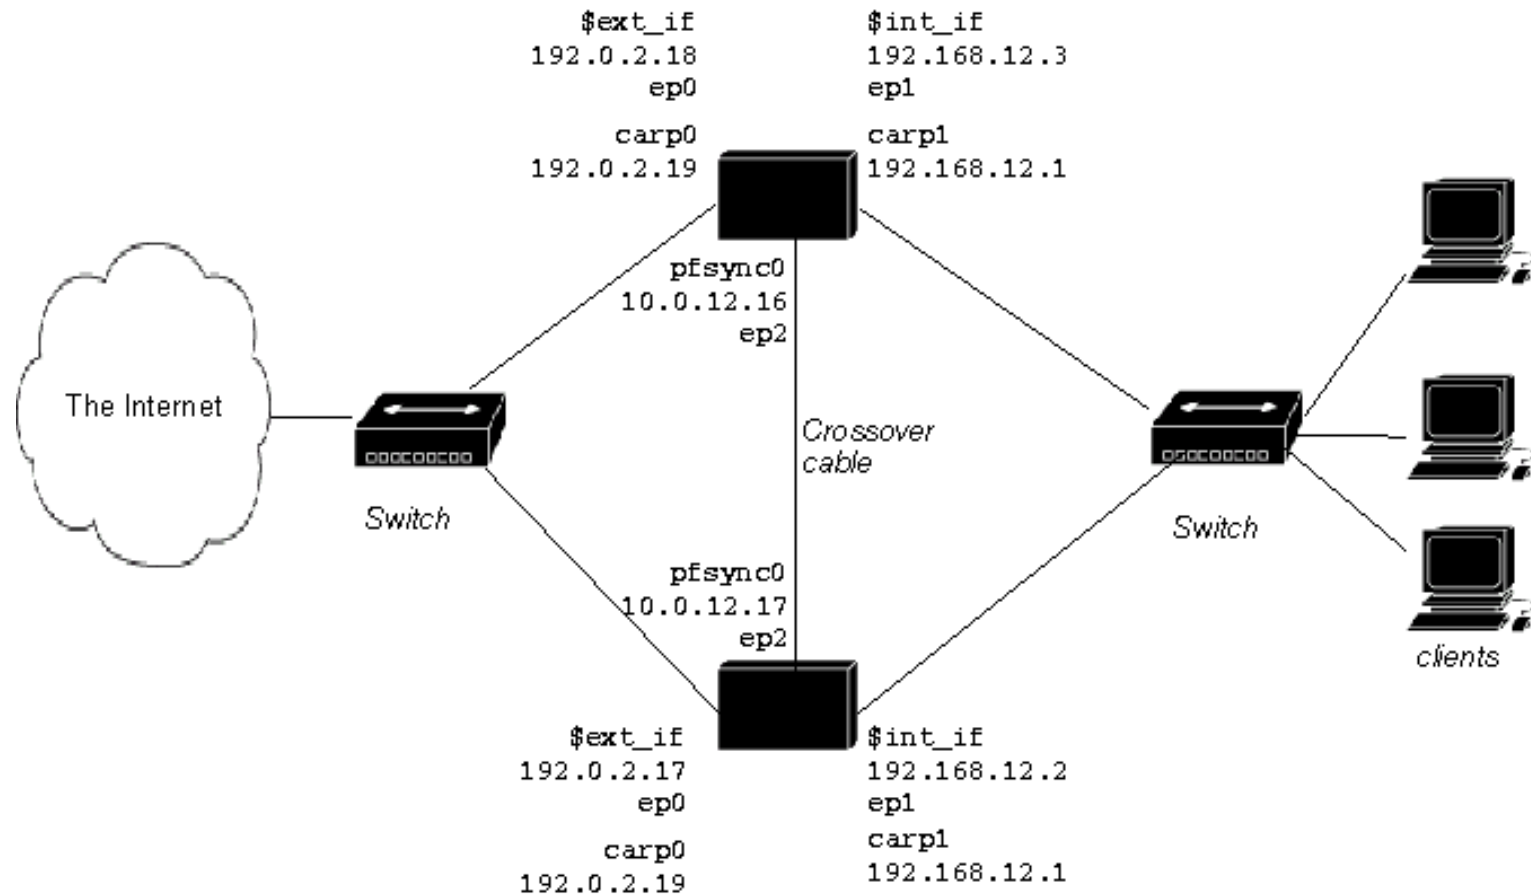 $ext_if
192.0.2.18
ep0
carp0
192.0.2.19
$int_if
192.168.12.3
ep1
carp1
192.168.12.1
pfsync0
10.0.12.16
ep2
The Internet
Switch
Crossover
cable
Switch
clients
pfsync0
10.0.12.17
ep2
$ext_if
192.0.2.17
ep0
carp0
192.0.2.19
$int_if
192.168.12.2
ep1
carp1
192.168.12.1